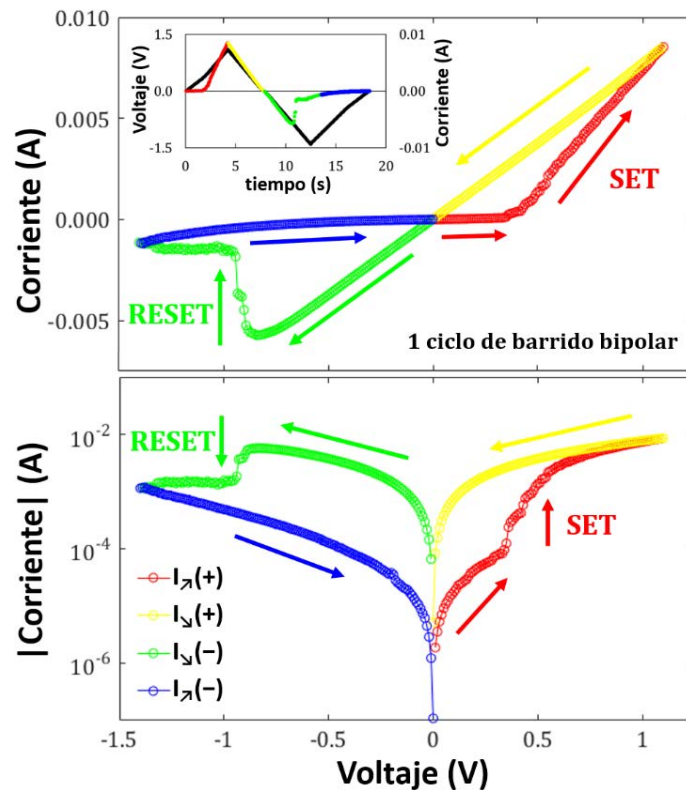 0.010
0.005
0.000
-0.005
Corriente (A)
1.5
0.0
-1.5
Voltaje (V)
0.01
0.00
-0.01
Corriente (A)
0 5 10 15 20
tiempo (s)
SET
RESET
1 ciclo de barrido bipolar
10⁻²
10⁻⁴
10⁻⁶
|Corriente| (A)
RESET
SET
I↗(+)
I↘(+)
I↘(−)
I↗(−)
-1.5 -1 -0.5 0 0.5 1 1.5
Voltaje (V)